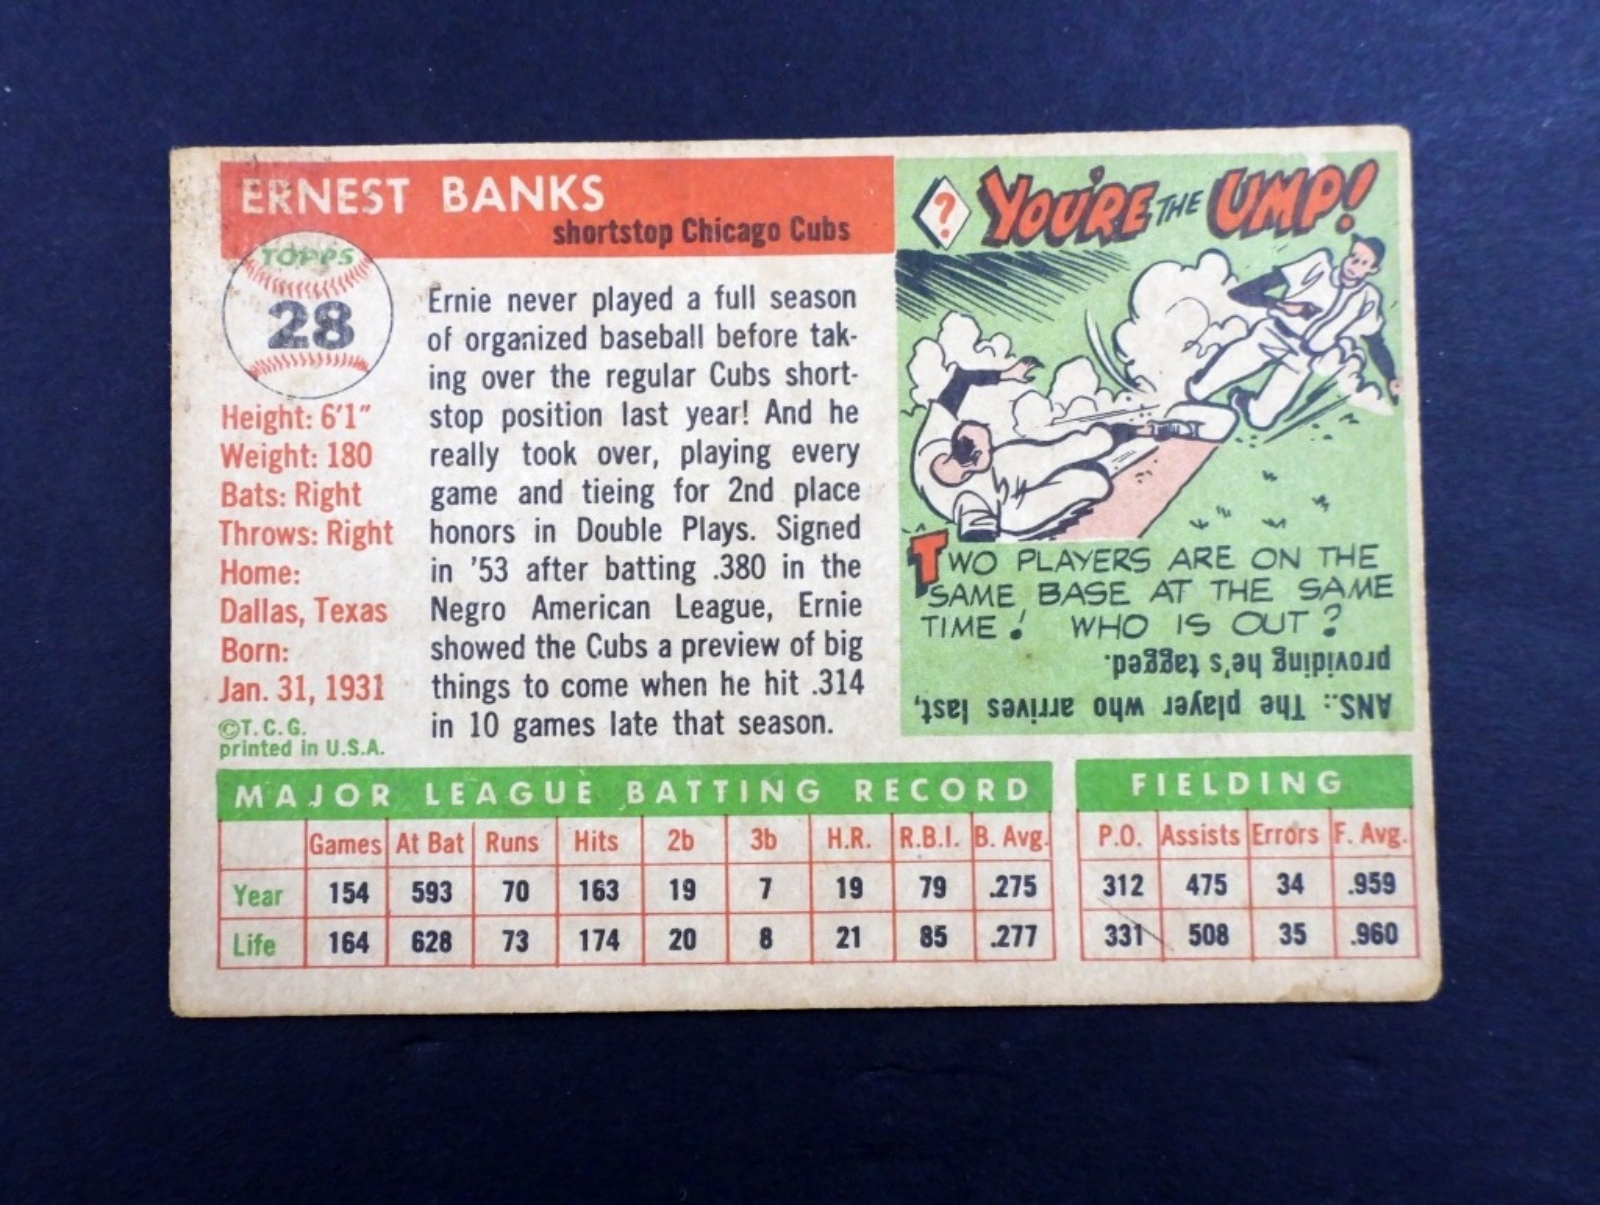 ERNEST BANKS
shortstop Chicago Cubs
TOPPS
28
Height: 6'1"
Weight: 180
Bats: Right
Throws: Right
Home:
Dallas, Texas
Born:
Jan. 31, 1931
©T.C.G.
printed in U.S.A.
Ernie never played a full season
of organized baseball before tak-
ing over the regular Cubs short-
stop position last year! And he
really took over, playing every
game and tieing for 2nd place
honors in Double Plays. Signed
in '53 after batting .380 in the
Negro American League, Ernie
showed the Cubs a preview of big
things to come when he hit .314
in 10 games late that season.
? YOU'RE THE UMP!
TWO PLAYERS ARE ON THE
SAME BASE AT THE SAME
TIME! WHO IS OUT?
ANS.: The player who arrives last,
providing he's tagged.
MAJOR LEAGUE BATTING RECORD
Games At Bat Runs Hits 2b 3b H.R. R.B.I. B. Avg.
Year 154 593 70 163 19 7 19 79 .275
Life 164 628 73 174 20 8 21 85 .277
FIELDING
P.O. Assists Errors F. Avg.
312 475 34 .959
331 508 35 .960